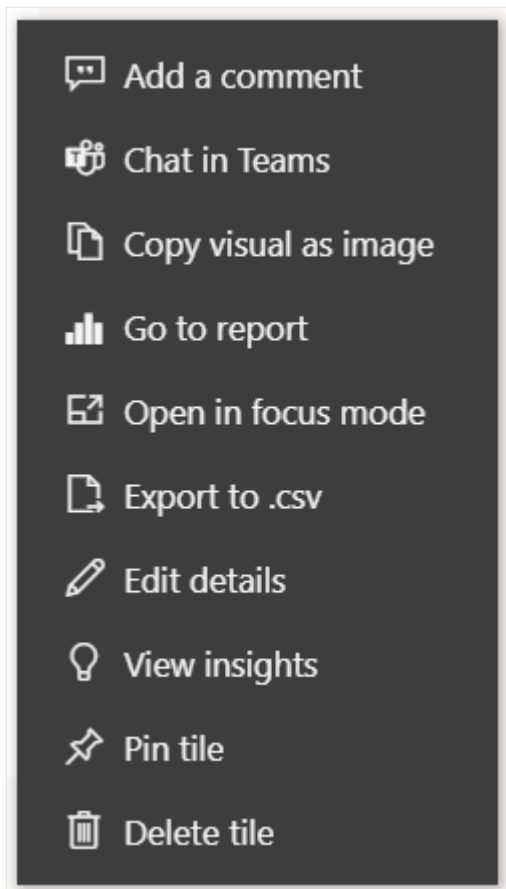 Add a comment
Chat in Teams
Copy visual as image
Go to report
Open in focus mode
Export to .csv
Edit details
View insights
Pin tile
Delete tile